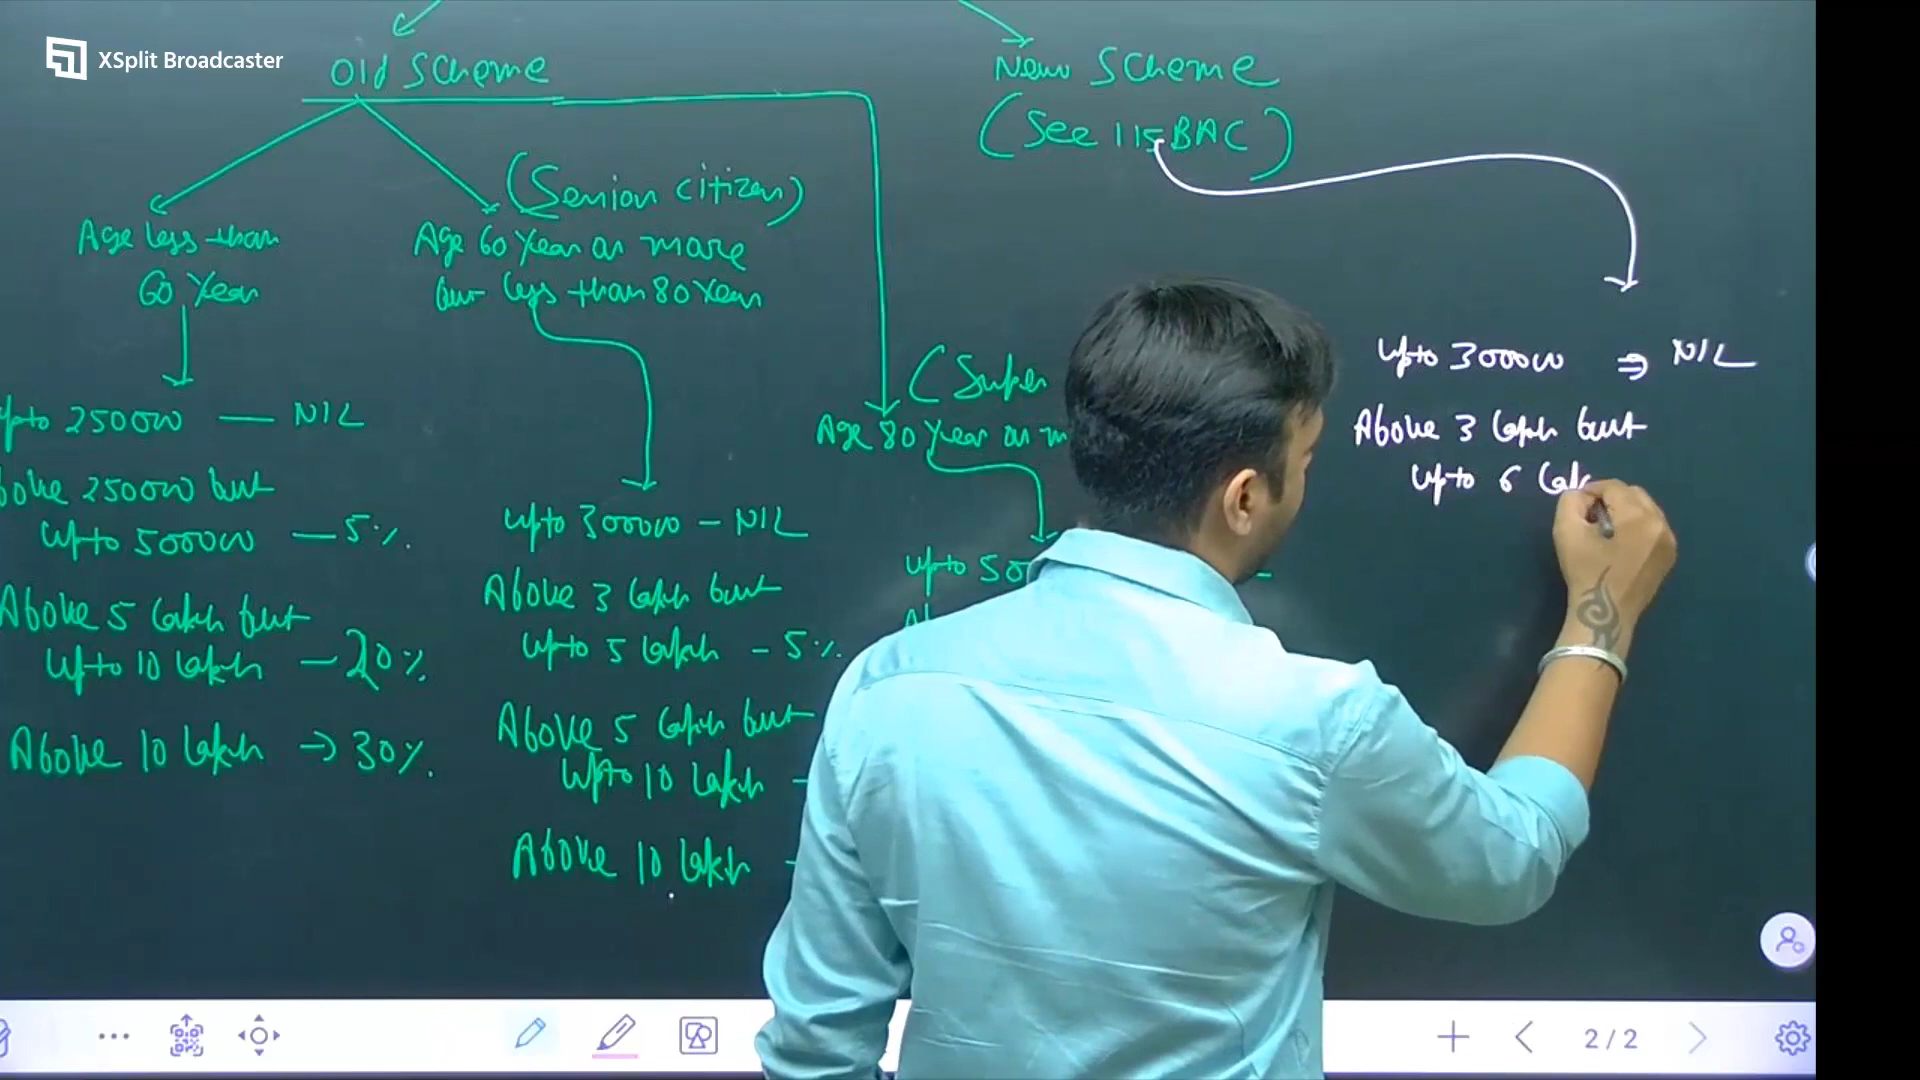 XSplit Broadcaster
Old Scheme
New Scheme
(See 115BAC)
(Senior citizen)
Age less than
60 Year
Age 60 Year or more
but less than 80 Year
(Super
Age 80 Year or m
upto 250000 — NIL
Above 250000 but
upto 500000 — 5%.
Above 5 lakh but
upto 10 lakh — 20%.
Above 10 lakh → 30%.
upto 300000 - NIL
Above 3 lakh but
upto 5 lakh - 5%.
Above 5 lakh but
upto 10 lakh -
Above 10 lakh -
upto 50
upto 300000 ⇒ NIL
Above 3 lakh but
upto 6 lak
2/2